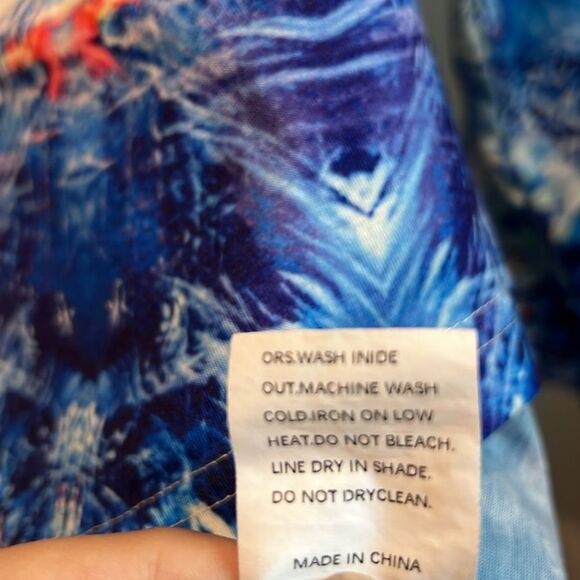 ORS.WASH INIDE
OUT.MACHINE WASH
COLD.IRON ON LOW
HEAT.DO NOT BLEACH.
LINE DRY IN SHADE.
DO NOT DRYCLEAN.
MADE IN CHINA